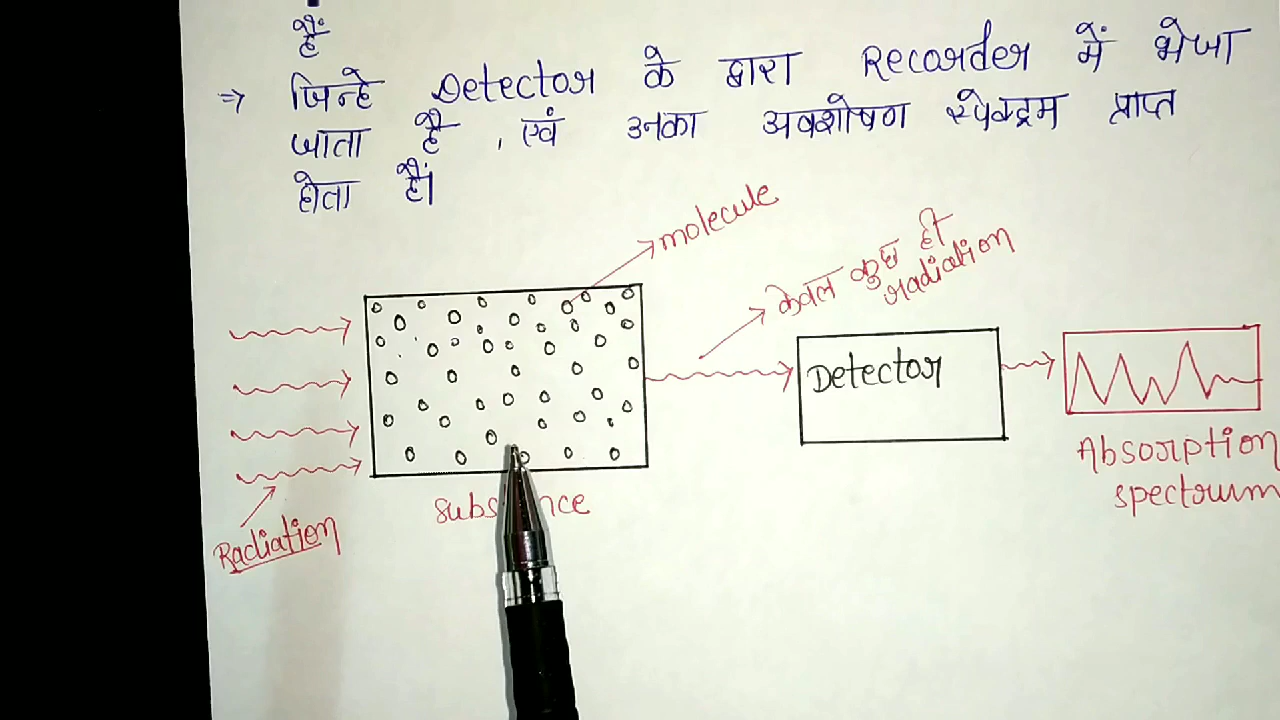 हैं
⇒ जिन्हे Detector के द्वारा Recorder में भेजा
जाता है , एवं उनका अवशोषण स्पेक्ट्रम प्राप्त
होता हैं।
molecule
केवल कुछ ही
radiation
Detector
Absorption
spectrum
Radiation